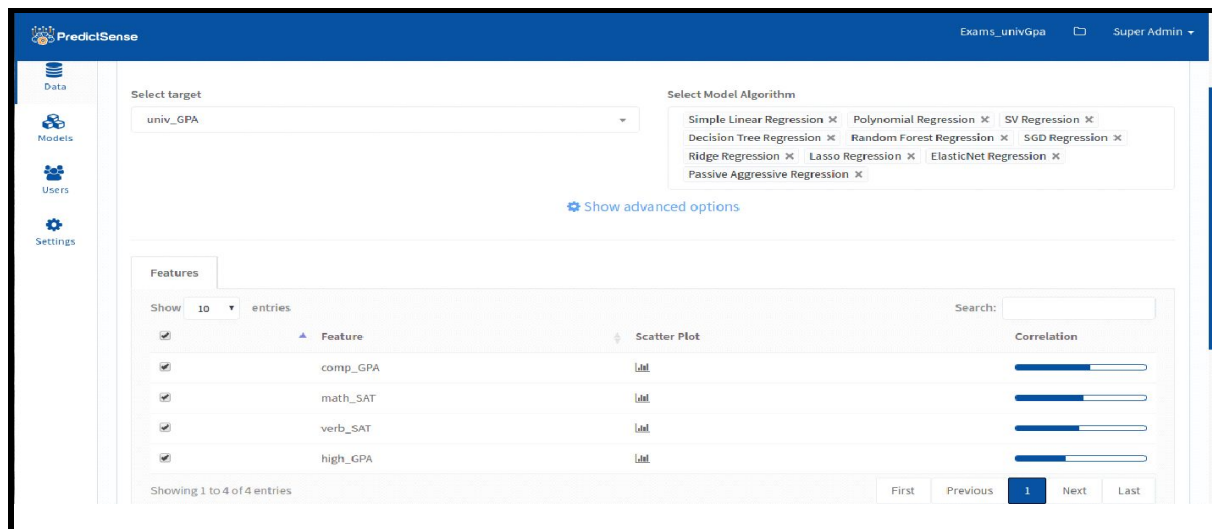 PredictSense
Exams_univGpa
Super Admin
Data
Models
Users
Settings
Select target
univ_GPA
Select Model Algorithm
Simple Linear Regression × Polynomial Regression × SV Regression ×
Decision Tree Regression × Random Forest Regression × SGD Regression ×
Ridge Regression × Lasso Regression × ElasticNet Regression ×
Passive Aggressive Regression ×
Show advanced options
Features
Show 10 entries
Search:
Feature Scatter Plot Correlation
comp_GPA
math_SAT
verb_SAT
high_GPA
Showing 1 to 4 of 4 entries
First Previous 1 Next Last